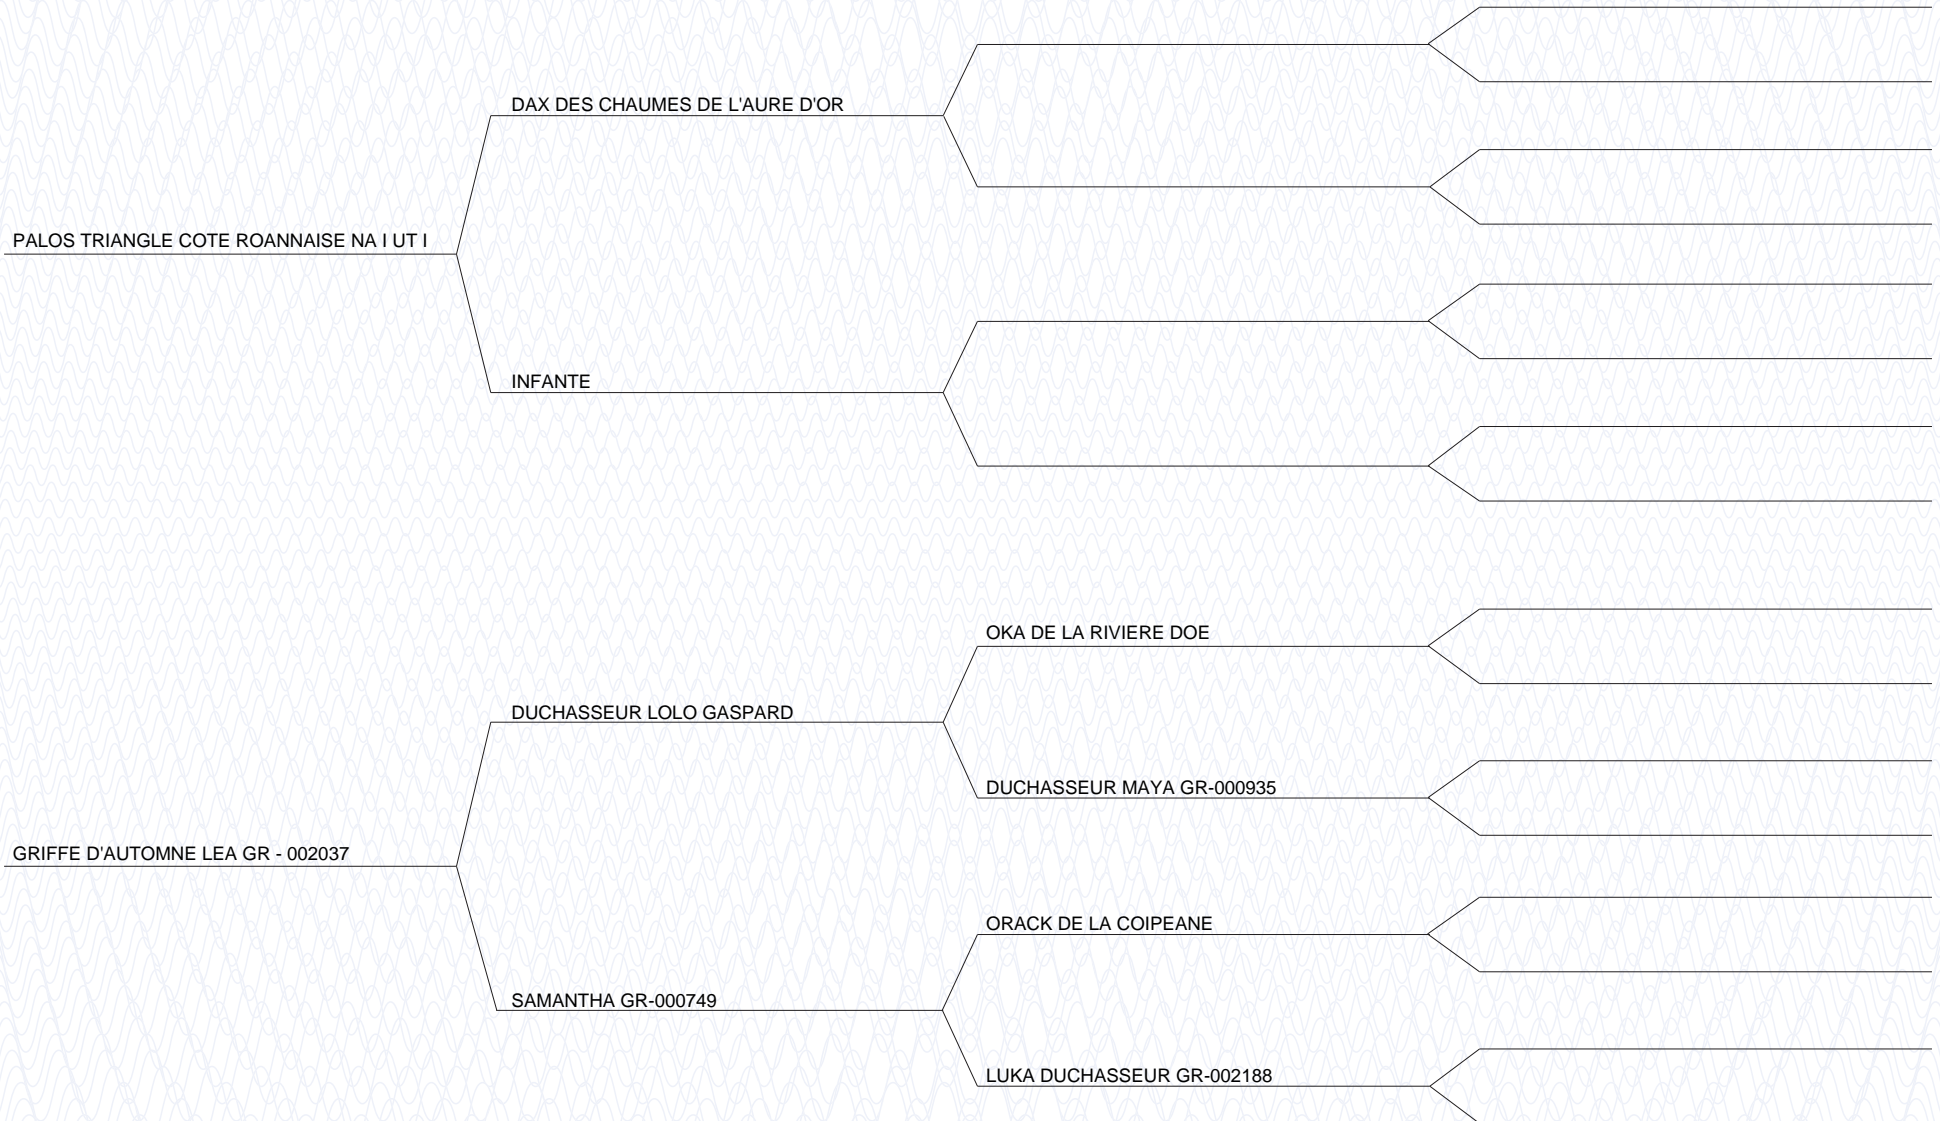 DAX DES CHAUMES DE L'AURE D'OR
PALOS TRIANGLE COTE ROANNAISE NA I UT I
INFANTE
OKA DE LA RIVIERE DOE
DUCHASSEUR LOLO GASPARD
DUCHASSEUR MAYA GR-000935
GRIFFE D'AUTOMNE LEA GR - 002037
ORACK DE LA COIPEANE
SAMANTHA GR-000749
LUKA DUCHASSEUR GR-002188